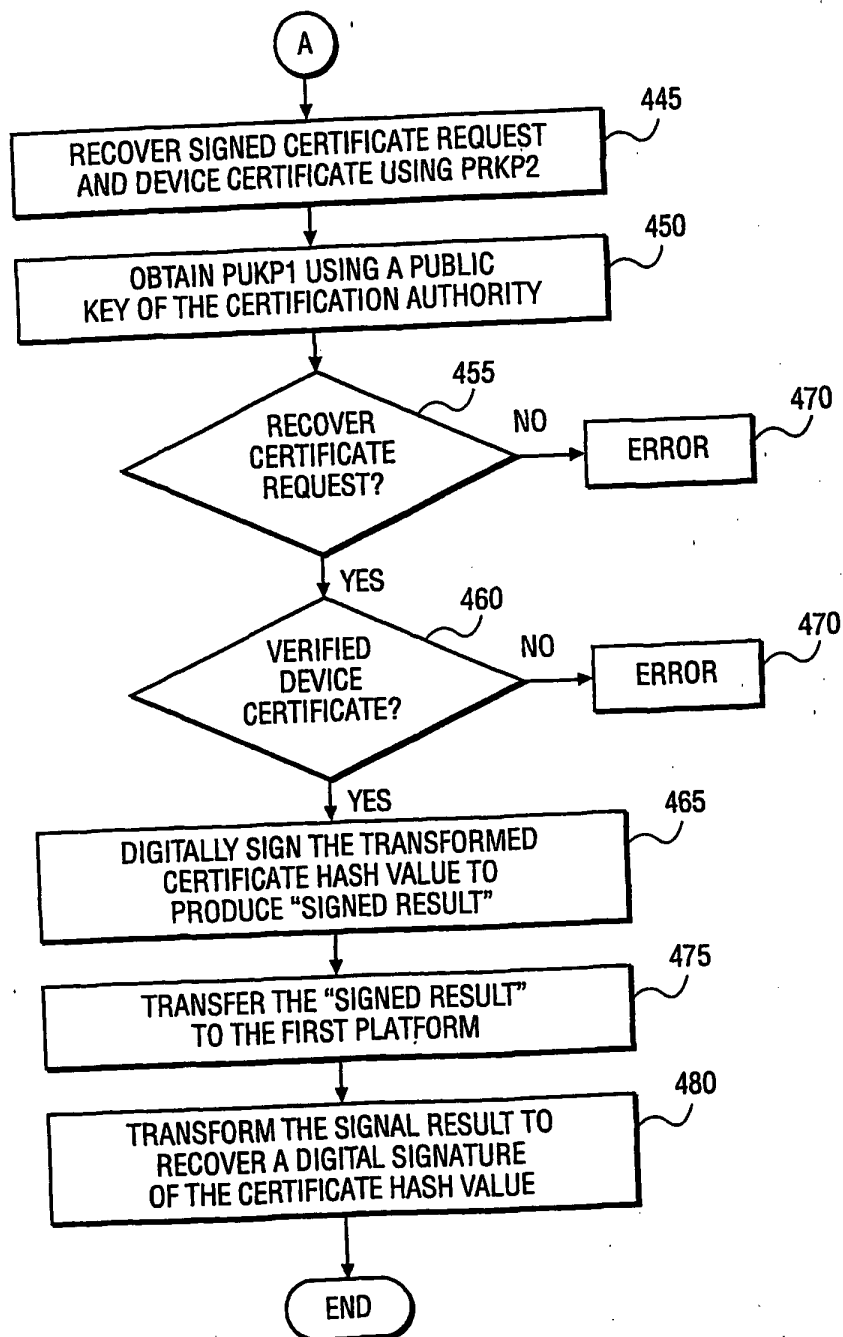 A
445
RECOVER SIGNED CERTIFICATE REQUEST
AND DEVICE CERTIFICATE USING PRKP2
450
OBTAIN PUKP1 USING A PUBLIC
KEY OF THE CERTIFICATION AUTHORITY
455
RECOVER
CERTIFICATE
REQUEST?
NO
470
ERROR
YES
460
VERIFIED
DEVICE
CERTIFICATE?
NO
470
ERROR
YES
465
DIGITALLY SIGN THE TRANSFORMED
CERTIFICATE HASH VALUE TO
PRODUCE “SIGNED RESULT”
475
TRANSFER THE “SIGNED RESULT”
TO THE FIRST PLATFORM
480
TRANSFORM THE SIGNAL RESULT TO
RECOVER A DIGITAL SIGNATURE
OF THE CERTIFICATE HASH VALUE
END